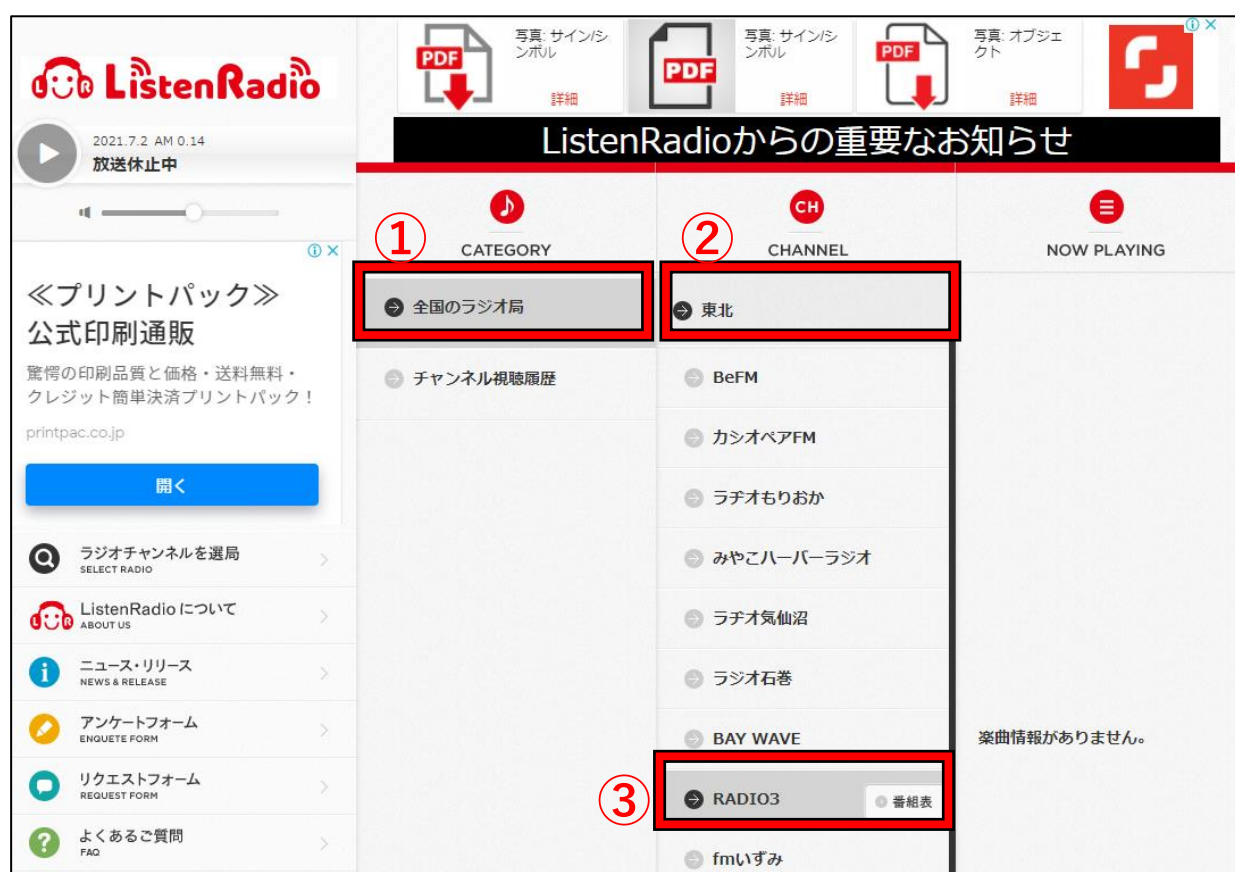 ListenRadio
2021.7.2 AM 0.14
放送休止中
PDF
写真: サイン/シ
ンボル
詳細
PDF
写真: サイン/シ
ンボル
詳細
PDF
写真: オブジェ
クト
詳細
ListenRadioからの重要なお知らせ
≪プリントパック≫
公式印刷通販
驚愕の印刷品質と価格・送料無料・
クレジット簡単決済プリントパック！
printpac.co.jp
開く
ラジオチャンネルを選局
SELECT RADIO
ListenRadio について
ABOUT US
ニュース・リリース
NEWS & RELEASE
アンケートフォーム
ENQUETE FORM
リクエストフォーム
REQUEST FORM
よくあるご質問
FAQ
①
CATEGORY
全国のラジオ局
チャンネル視聴履歴
②
CH
CHANNEL
東北
BeFM
カシオペアFM
ラヂオもりおか
みやこハーバーラジオ
ラヂオ気仙沼
ラジオ石巻
BAY WAVE
③
RADIO3
番組表
fmいずみ
NOW PLAYING
楽曲情報がありません。